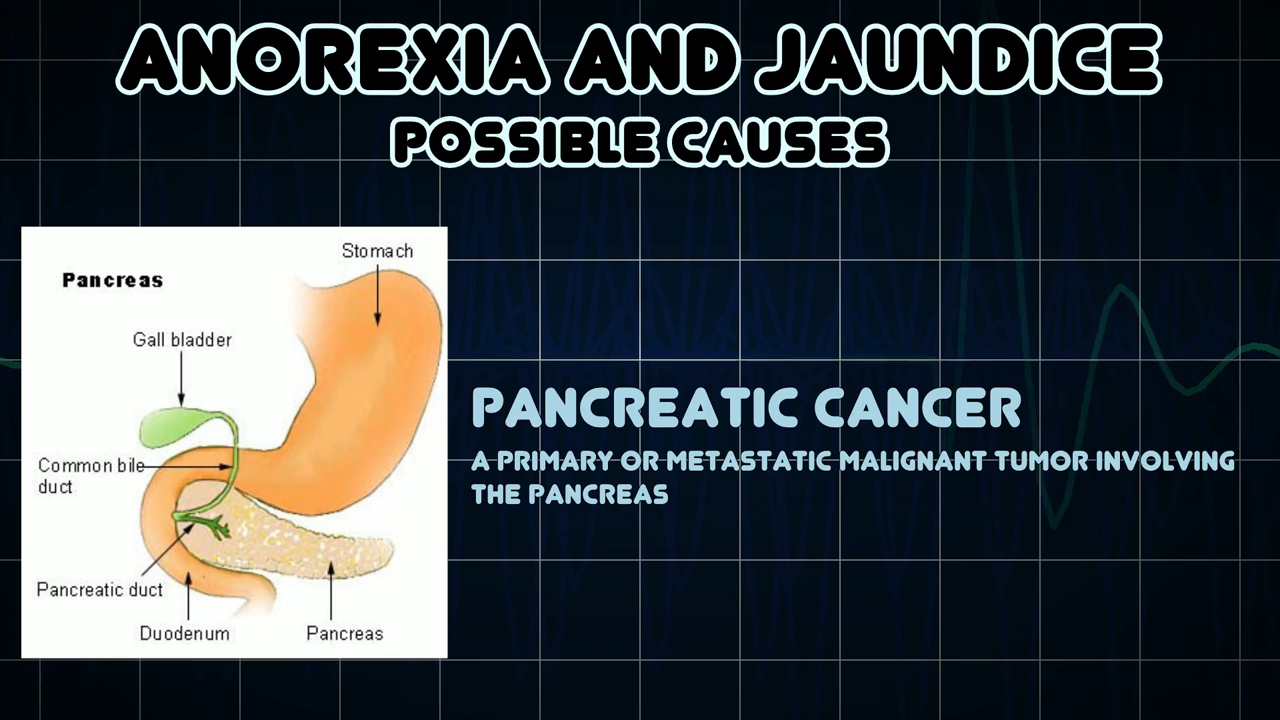 ANOREXIA AND JAUNDICE
POSSIBLE CAUSES
Stomach
Pancreas
Gall bladder
Common bile
duct
Pancreatic duct
Duodenum
Pancreas
PANCREATIC CANCER
A PRIMARY OR METASTATIC MALIGNANT TUMOR INVOLVING
THE PANCREAS